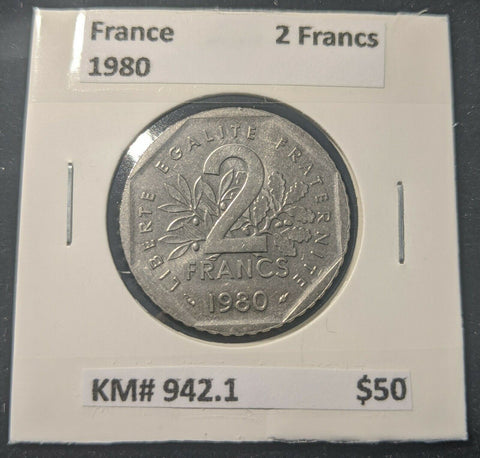 France 2 Francs
1980
LIBERTE EGALITE FRATERNITE
2
FRANCS
1980
KM# 942.1 $50